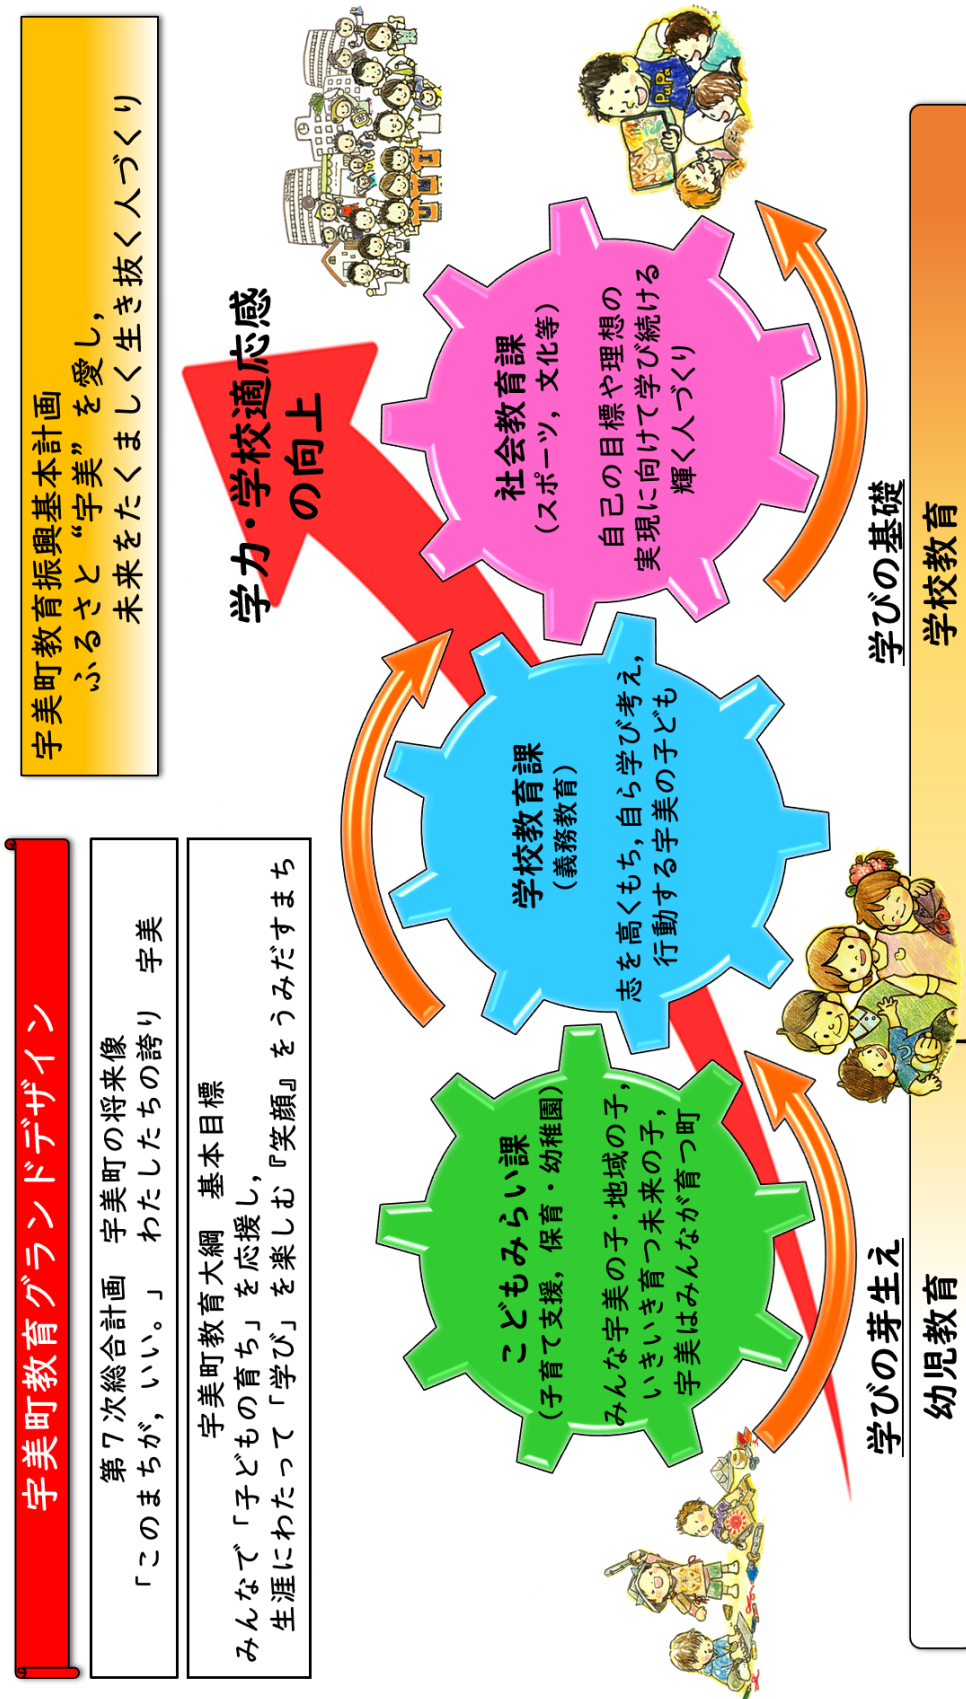 宇美町教育グランドデザイン
第７次総合計画　宇美町の将来像
「このまちが，いい。」　わたしたちの誇り　宇美
宇美町教育大綱　基本目標
みんなで「子どもの育ち」を応援し，
生涯にわたって「学び」を楽しむ『笑顔』をうみだすまち
宇美町教育振興基本計画
ふるさと“宇美”を愛し，
未来をたくましく生き抜く人づくり
学力・学校適応感
の向上
こどもみらい課
（子育て支援，保育・幼稚園）
みんな宇美の子・地域の子，
いきいき育つ未来の子，
宇美はみんなが育つ町
学校教育課
（義務教育）
志を高くもち，自ら学び考え，
行動する宇美の子ども
社会教育課
（スポーツ，文化等）
自己の目標や理想の
実現に向けて学び続ける
輝く人づくり
PaPa
U
M
I
学びの芽生え
幼児教育
学びの基礎
学校教育